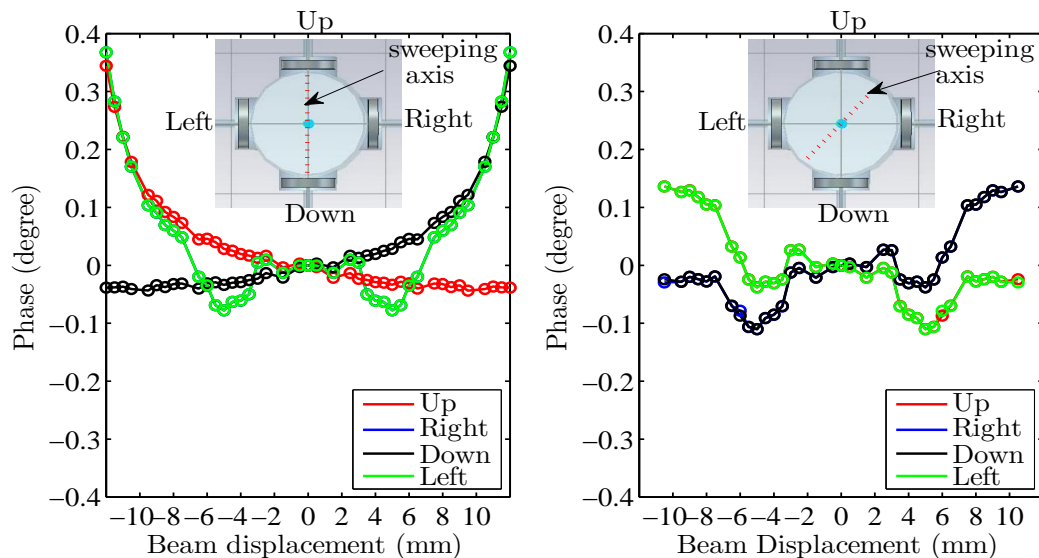 Up
sweeping
axis
Left
Right
Down
Phase (degree)
0.4
0.3
0.2
0.1
0
−0.1
−0.2
−0.3
−0.4
Up
Right
Down
Left
−10 −8 −6 −4 −2 0 2 4 6 8 10
Beam displacement (mm)
Up
sweeping
axis
Left
Right
Down
Phase (degree)
0.4
0.3
0.2
0.1
0
−0.1
−0.2
−0.3
−0.4
Up
Right
Down
Left
−10 −8 −6 −4 −2 0 2 4 6 8 10
Beam Displacement (mm)